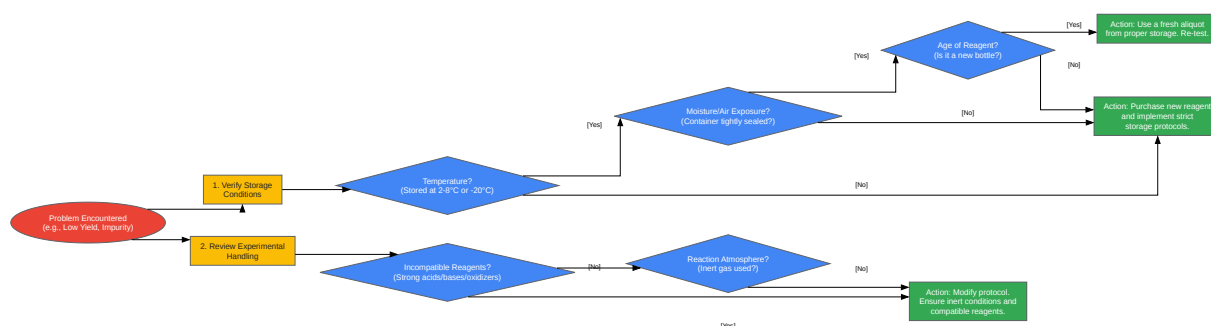 Problem Encountered
(e.g., Low Yield, Impurity)
1. Verify Storage
Conditions
2. Review Experimental
Handling
Temperature?
(Stored at 2-8°C or -20°C)
Incompatible Reagents?
(Strong acids/bases/oxidizers)
[Yes]
[No]
[No]
Moisture/Air Exposure?
(Container tightly sealed?)
Reaction Atmosphere?
(Inert gas used?)
[Yes]
[No]
[No]
[Yes]
Age of Reagent?
(Is it a new bottle?)
[Yes]
[No]
Action: Use a fresh aliquot
from proper storage. Re-test.
Action: Purchase new reagent
and implement strict
storage protocols.
Action: Modify protocol.
Ensure inert conditions and
compatible reagents.